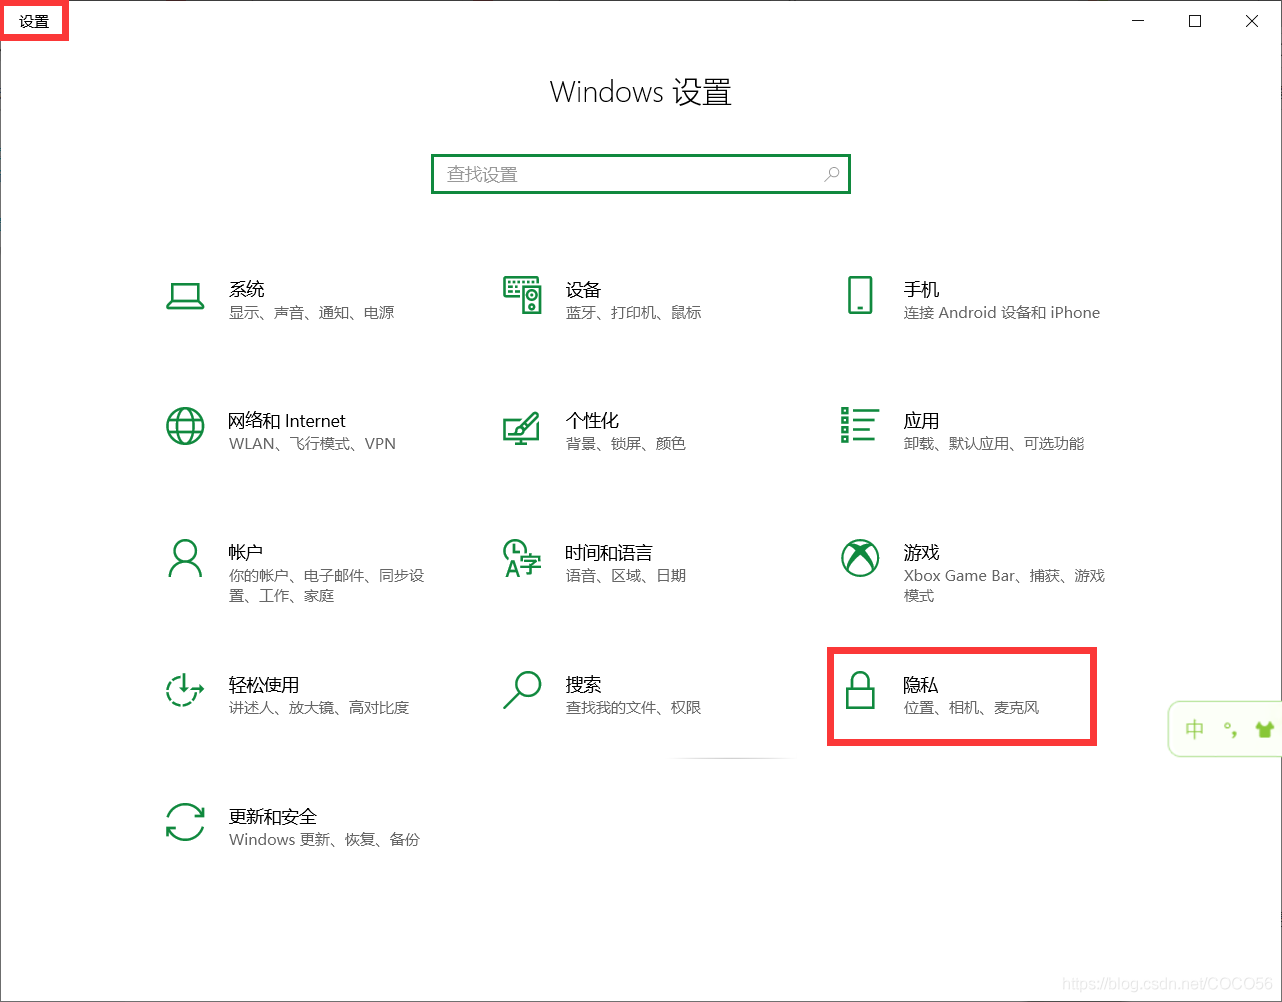 设置
Windows 设置
查找设置
系统
显示、声音、通知、电源
设备
蓝牙、打印机、鼠标
手机
连接 Android 设备和 iPhone
网络和 Internet
WLAN、飞行模式、VPN
个性化
背景、锁屏、颜色
应用
卸载、默认应用、可选功能
帐户
你的帐户、电子邮件、同步设
置、工作、家庭
时间和语言
语音、区域、日期
游戏
Xbox Game Bar、捕获、游戏
模式
轻松使用
讲述人、放大镜、高对比度
搜索
查找我的文件、权限
隐私
位置、相机、麦克风
中 °,
更新和安全
Windows 更新、恢复、备份
https://blog.csdn.net/COCO56